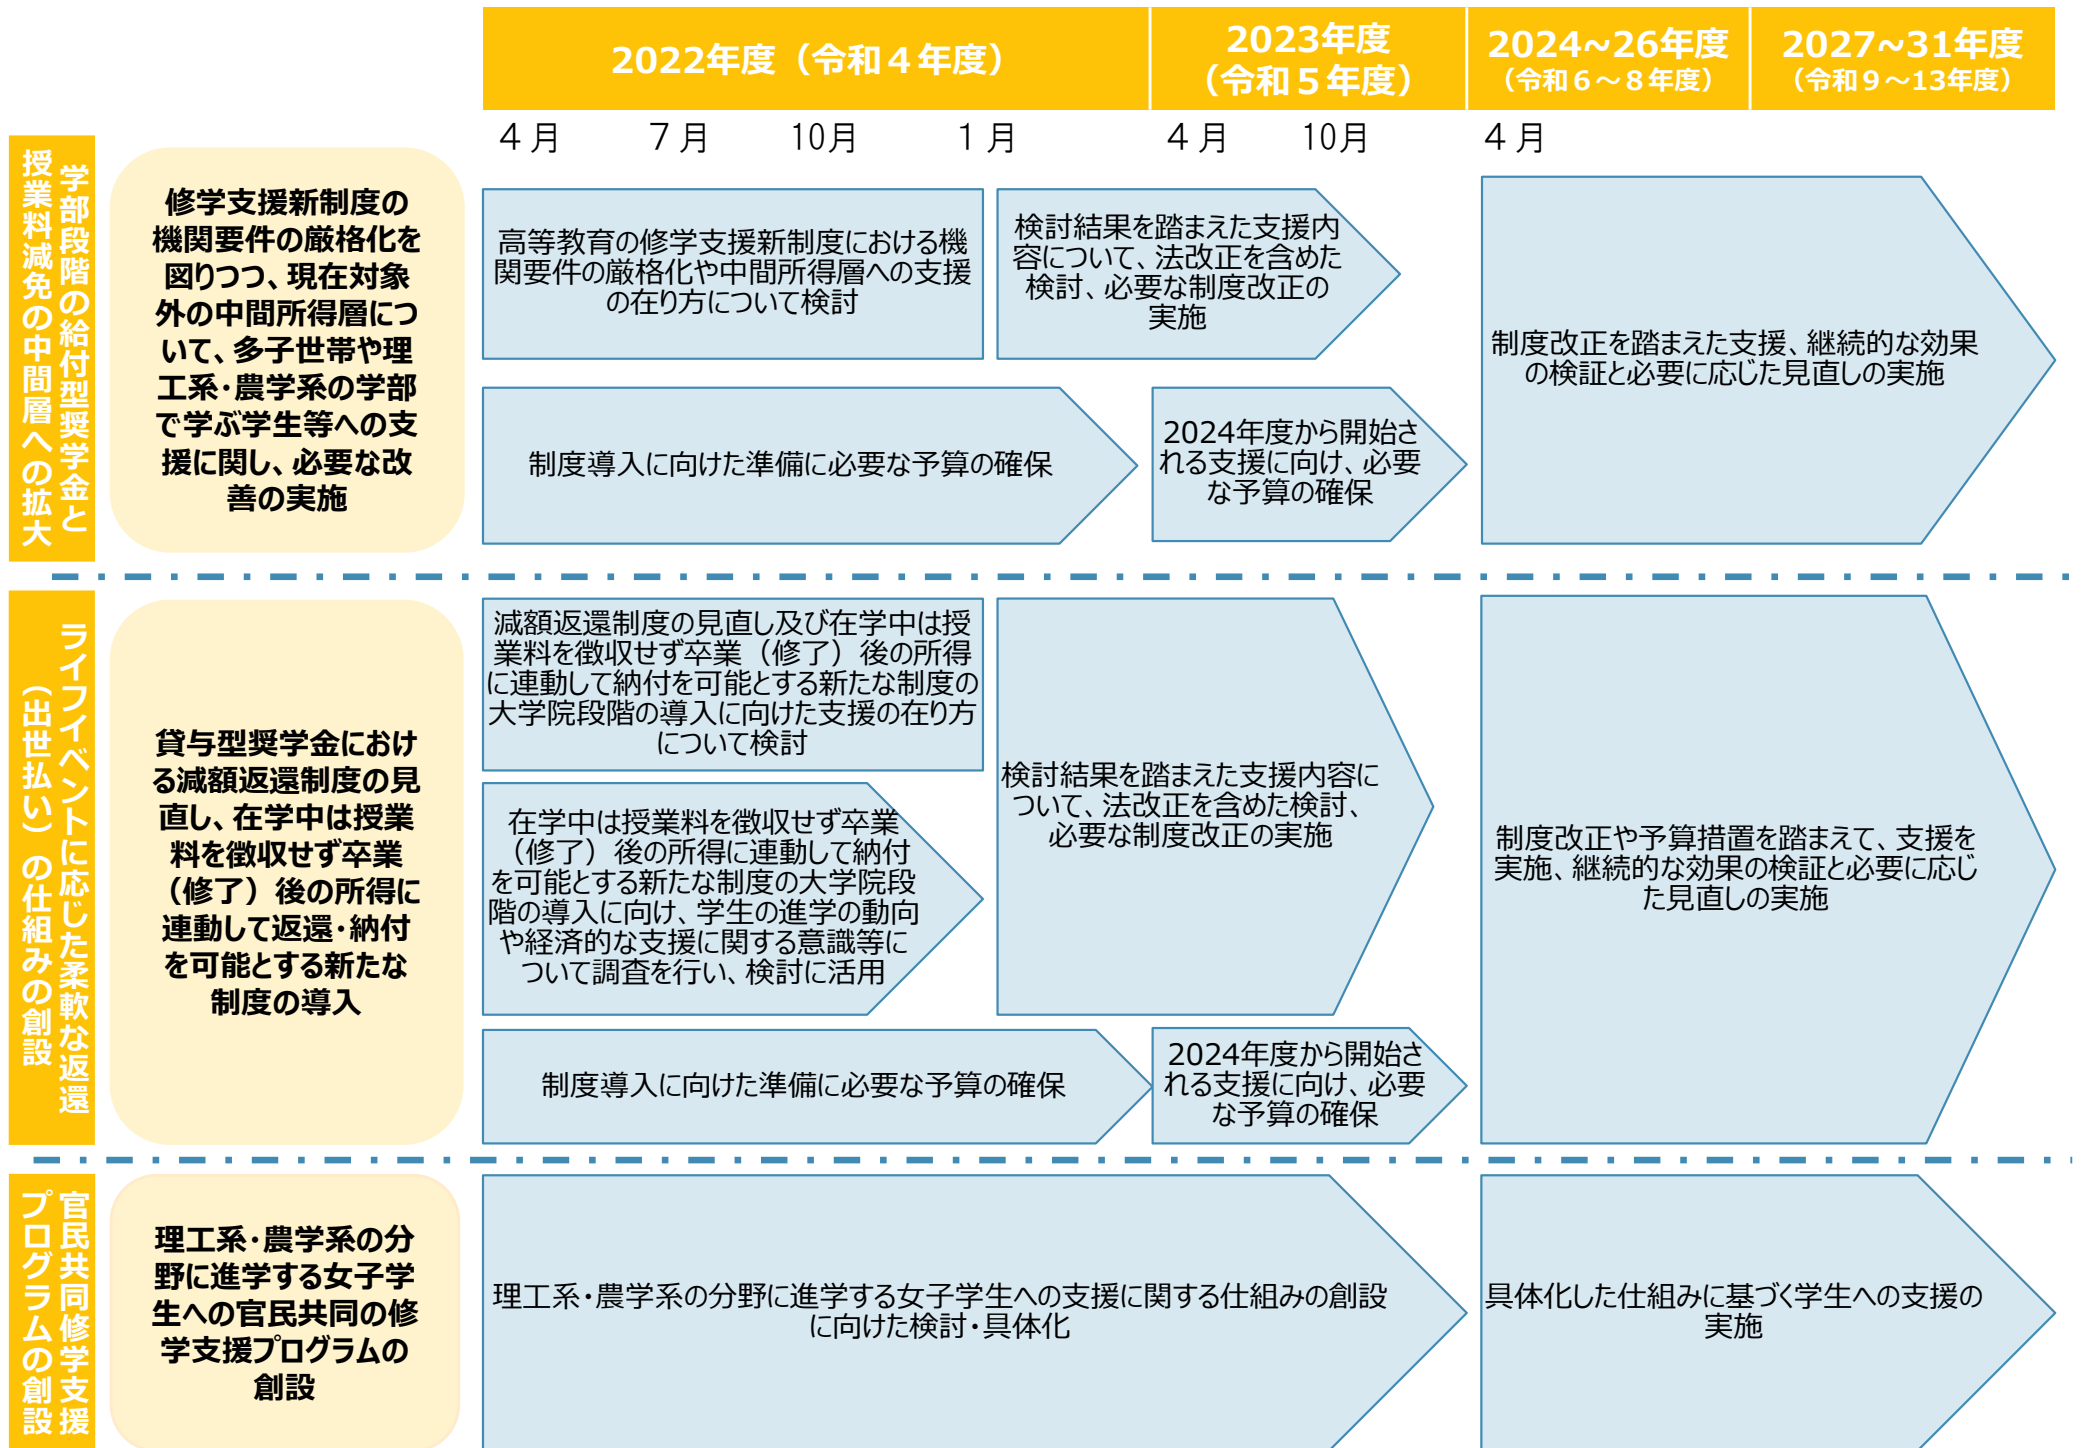 2022年度（令和４年度）
2023年度
（令和５年度）
2024~26年度
（令和６～８年度）
2027~31年度
（令和９～13年度）
４月
７月
10月
１月
４月
10月
４月
学部段階の給付型奨学金と
授業料減免の中間層への拡大
修学支援新制度の
機関要件の厳格化を
図りつつ、現在対象
外の中間所得層につ
いて、多子世帯や理
工系・農学系の学部
で学ぶ学生等への支
援に関し、必要な改
善の実施
高等教育の修学支援新制度における機
関要件の厳格化や中間所得層への支援
の在り方について検討
検討結果を踏まえた支援内
容について、法改正を含めた
検討、必要な制度改正の
実施
制度導入に向けた準備に必要な予算の確保
2024年度から開始さ
れる支援に向け、必要
な予算の確保
制度改正を踏まえた支援、継続的な効果
の検証と必要に応じた見直しの実施
ライフイベントに応じた柔軟な返還
（出世払い）の仕組みの創設
貸与型奨学金におけ
る減額返還制度の見
直し、在学中は授業
料を徴収せず卒業
（修了）後の所得に
連動して返還・納付
を可能とする新たな
制度の導入
減額返還制度の見直し及び在学中は授
業料を徴収せず卒業（修了）後の所得
に連動して納付を可能とする新たな制度の
大学院段階の導入に向けた支援の在り方
について検討
在学中は授業料を徴収せず卒業
（修了）後の所得に連動して納付
を可能とする新たな制度の大学院段
階の導入に向け、学生の進学の動向
や経済的な支援に関する意識等に
ついて調査を行い、検討に活用
検討結果を踏まえた支援内容に
ついて、法改正を含めた検討、
必要な制度改正の実施
制度導入に向けた準備に必要な予算の確保
2024年度から開始さ
れる支援に向け、必要
な予算の確保
制度改正や予算措置を踏まえて、支援を
実施、継続的な効果の検証と必要に応じ
た見直しの実施
官民共同修学支援
プログラムの創設
理工系・農学系の分
野に進学する女子学
生への官民共同の修
学支援プログラムの
創設
理工系・農学系の分野に進学する女子学生への支援に関する仕組みの創設
に向けた検討・具体化
具体化した仕組みに基づく学生への支援の
実施